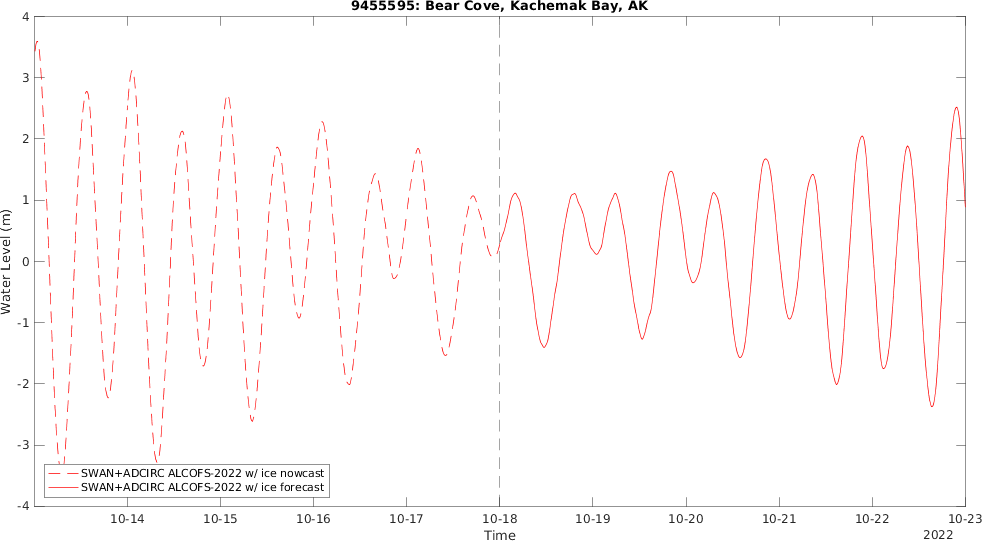 9455595: Bear Cove, Kachemak Bay, AK
4
3
2
1
0
-1
-2
-3
-4
Water Level (m)
SWAN+ADCIRC ALCOFS-2022 w/ ice nowcast
SWAN+ADCIRC ALCOFS-2022 w/ ice forecast
10-14 10-15 10-16 10-17 10-18 10-19 10-20 10-21 10-22 10-23
Time
2022